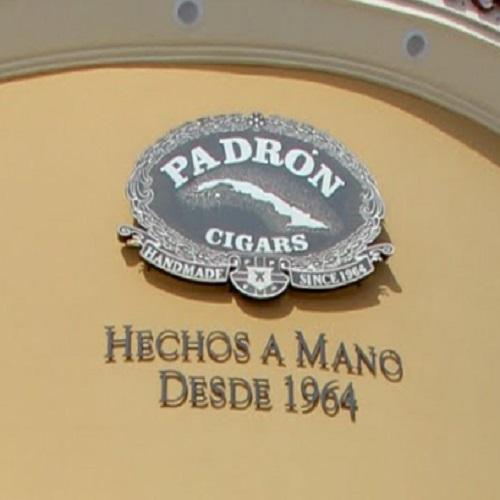 PADRÓN
CIGARS
HANDMADE SINCE 1964
HECHOS A MANO
DESDE 1964